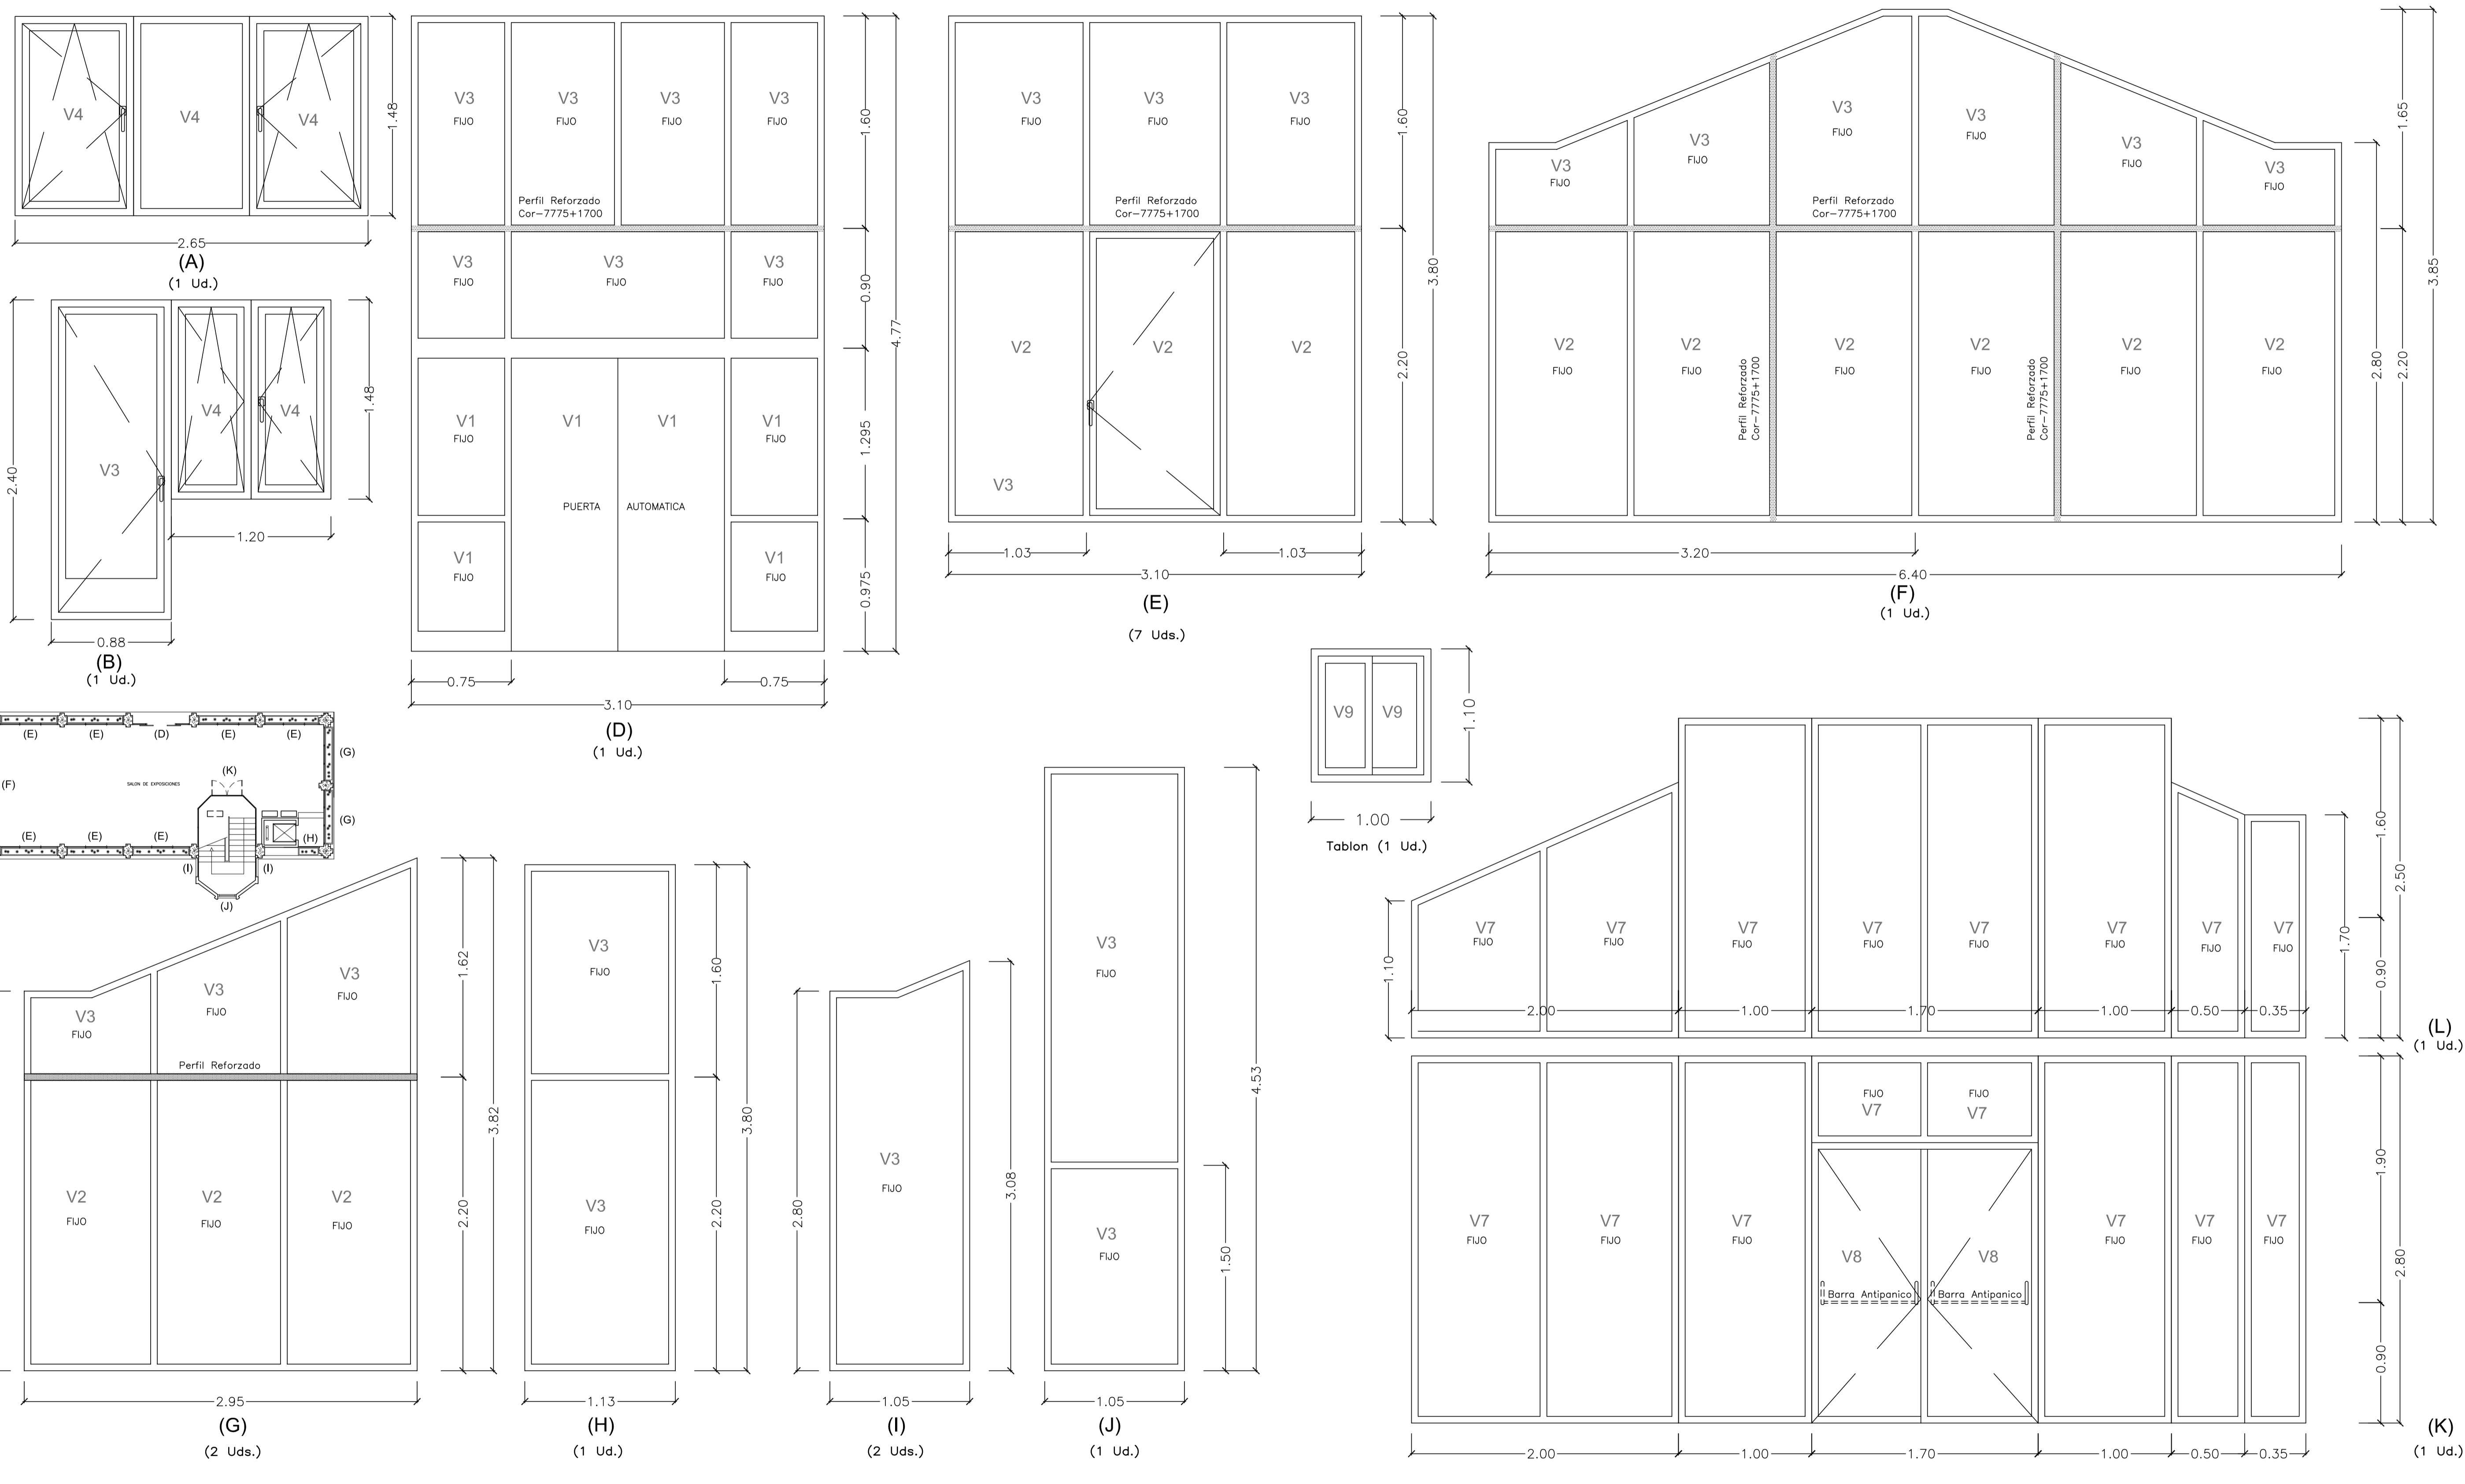 V4
V4
V4
1.48
2.65
(A)
(1 Ud.)
V3
V4
V4
2.40
1.48
1.20
0.88
(B)
(1 Ud.)
V3
FIJO
V3
FIJO
V3
FIJO
V3
FIJO
Perfil Reforzado
Cor-7775+1700
V3
FIJO
V3
FIJO
V3
FIJO
V1
FIJO
V1
V1
V1
FIJO
PUERTA
AUTOMATICA
V1
FIJO
V1
FIJO
1.60
0.90
1.295
0.975
4.77
0.75
0.75
3.10
(D)
(1 Ud.)
V3
FIJO
V3
FIJO
V3
FIJO
Perfil Reforzado
Cor-7775+1700
V2
V2
V2
V3
1.60
2.20
3.80
1.03
1.03
3.10
(E)
(7 Uds.)
V3
FIJO
V3
FIJO
V3
FIJO
V3
FIJO
V3
FIJO
V3
FIJO
Perfil Reforzado
Cor-7775+1700
V2
FIJO
V2
FIJO
V2
FIJO
V2
FIJO
V2
FIJO
V2
FIJO
Perfil Reforzado
Cor-7775+1700
Perfil Reforzado
Cor-7775+1700
1.65
2.80
2.20
3.85
3.20
6.40
(F)
(1 Ud.)
(E)
(E)
(D)
(E)
(E)
(G)
(F)
SALON DE EXPOSICIONES
(K)
(G)
(E)
(E)
(E)
(H)
(I)
(I)
(J)
V9
V9
1.10
1.00
Tablon (1 Ud.)
V3
FIJO
V3
FIJO
V3
FIJO
Perfil Reforzado
V2
FIJO
V2
FIJO
V2
FIJO
1.62
2.20
3.82
2.95
(G)
(2 Uds.)
V3
FIJO
V3
FIJO
1.60
2.20
3.80
1.13
(H)
(1 Ud.)
V3
FIJO
2.80
3.08
1.05
(I)
(2 Uds.)
V3
FIJO
V3
FIJO
4.53
1.50
1.05
(J)
(1 Ud.)
V7
FIJO
V7
FIJO
V7
FIJO
V7
FIJO
V7
FIJO
V7
FIJO
V7
FIJO
V7
FIJO
1.10
2.00
1.00
1.70
1.00
0.50
0.35
1.70
1.60
0.90
2.50
(L)
(1 Ud.)
FIJO
V7
FIJO
V7
V7
FIJO
V7
FIJO
V7
FIJO
V8
V8
V7
FIJO
V7
FIJO
V7
FIJO
Barra Antipanico
Barra Antipanico
1.90
0.90
2.80
2.00
1.00
1.70
1.00
0.50
0.35
(K)
(1 Ud.)